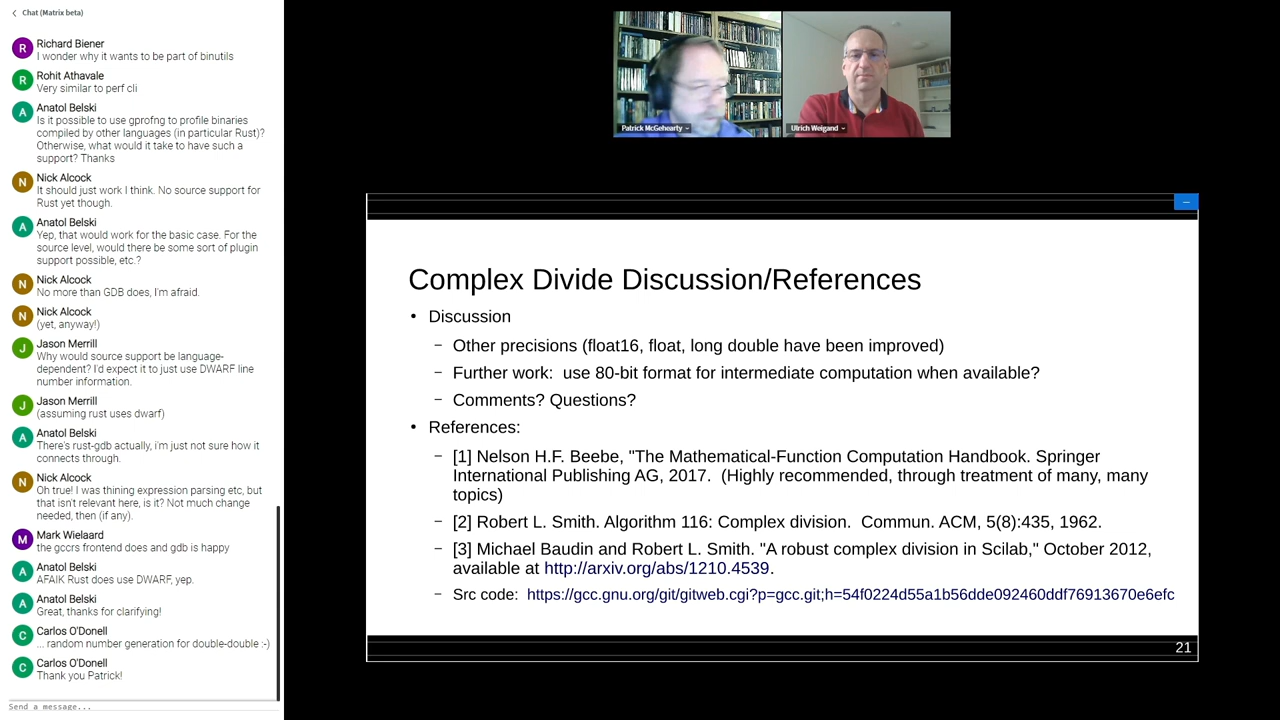 Chat (Matrix beta)
R
Richard Biener
I wonder why it wants to be part of binutils
R
Rohit Athavale
Very similar to perf cli
A
Anatol Belski
Is it possible to use gprofng to profile binaries
compiled by other languages (in particular Rust)?
Otherwise, what would it take to have such a
support? Thanks
N
Nick Alcock
It should just work I think. No source support for
Rust yet though.
A
Anatol Belski
Yep, that would work for the basic case. For the
source level, would there be some sort of plugin
support possible, etc.?
N
Nick Alcock
No more than GDB does, I'm afraid.
N
Nick Alcock
(yet, anyway!)
J
Jason Merrill
Why would source support be language-
dependent? I'd expect it to just use DWARF line
number information.
J
Jason Merrill
(assuming rust uses dwarf)
A
Anatol Belski
There's rust-gdb actually, i'm just not sure how it
connects through.
N
Nick Alcock
Oh true! I was thining expression parsing etc, but
that isn't relevant here, is it? Not much change
needed, then (if any).
M
Mark Wielaard
the gccrs frontend does and gdb is happy
A
Anatol Belski
AFAIK Rust does use DWARF, yep.
A
Anatol Belski
Great, thanks for clarifying!
C
Carlos O'Donell
... random number generation for double-double :-)
C
Carlos O'Donell
Thank you Patrick!
Send a message...
Patrick McGehearty
Ulrich Weigand
Complex Divide Discussion/References
• Discussion
– Other precisions (float16, float, long double have been improved)
– Further work: use 80-bit format for intermediate computation when available?
– Comments? Questions?
• References:
– [1] Nelson H.F. Beebe, "The Mathematical-Function Computation Handbook. Springer
International Publishing AG, 2017. (Highly recommended, through treatment of many, many
topics)
– [2] Robert L. Smith. Algorithm 116: Complex division. Commun. ACM, 5(8):435, 1962.
– [3] Michael Baudin and Robert L. Smith. "A robust complex division in Scilab," October 2012,
available at http://arxiv.org/abs/1210.4539.
– Src code: https://gcc.gnu.org/git/gitweb.cgi?p=gcc.git;h=54f0224d55a1b56dde092460ddf76913670e6efc
21